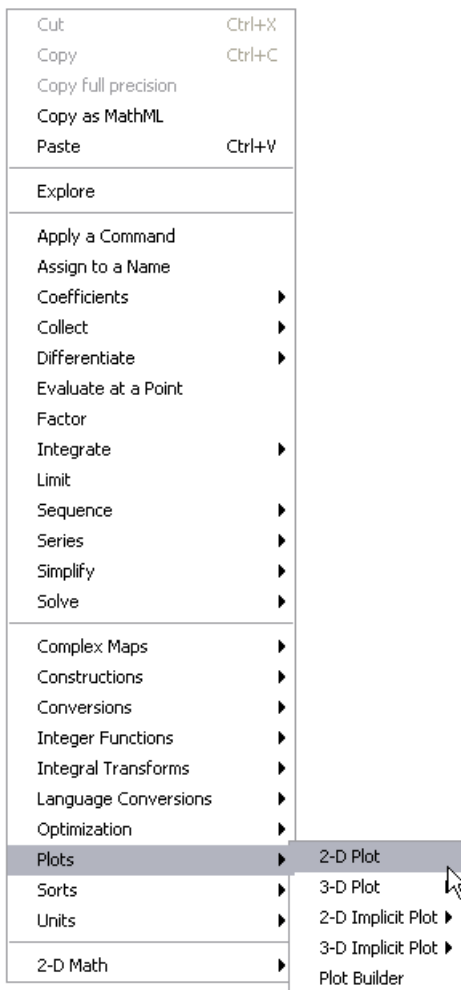 Cut Ctrl+X
Copy Ctrl+C
Copy full precision
Copy as MathML
Paste Ctrl+V
Explore
Apply a Command
Assign to a Name
Coefficients
Collect
Differentiate
Evaluate at a Point
Factor
Integrate
Limit
Sequence
Series
Simplify
Solve
Complex Maps
Constructions
Conversions
Integer Functions
Integral Transforms
Language Conversions
Optimization
Plots
Sorts
Units
2-D Math
2-D Plot
3-D Plot
2-D Implicit Plot
3-D Implicit Plot
Plot Builder